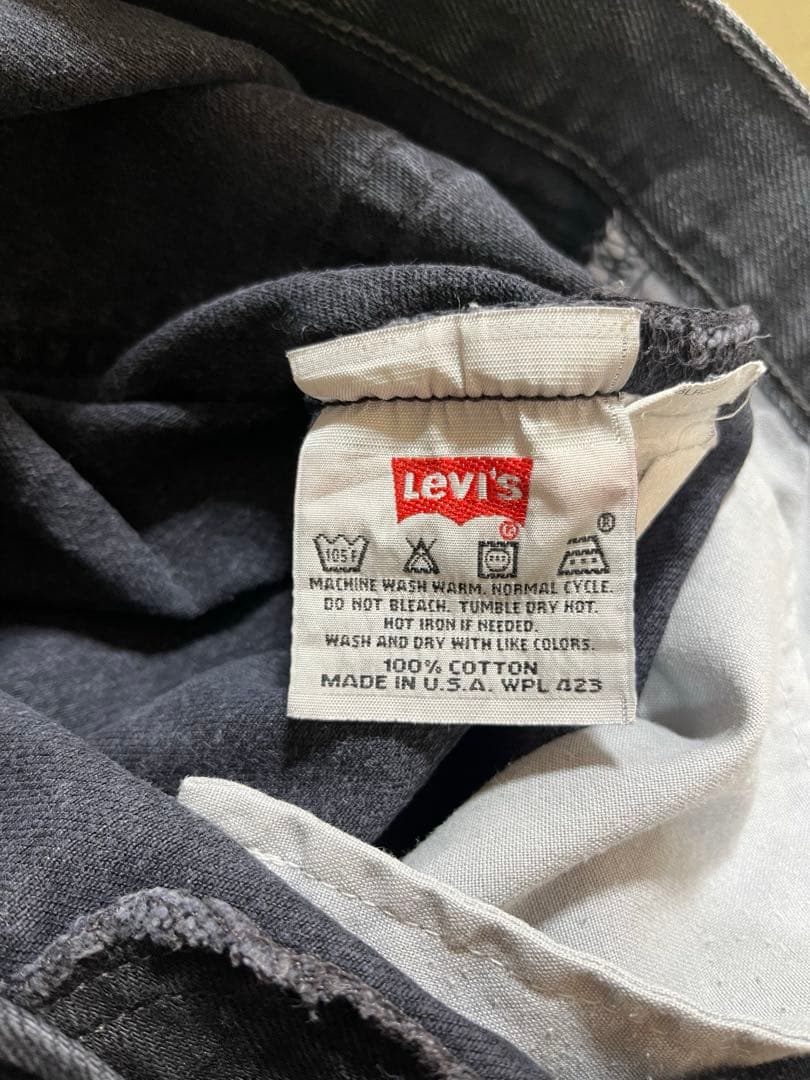 Levi's
®
®
105F
MACHINE WASH WARM. NORMAL CYCLE.
DO NOT BLEACH. TUMBLE DRY HOT.
HOT IRON IF NEEDED.
WASH AND DRY WITH LIKE COLORS.
100% COTTON
MADE IN U.S.A. WPL 423